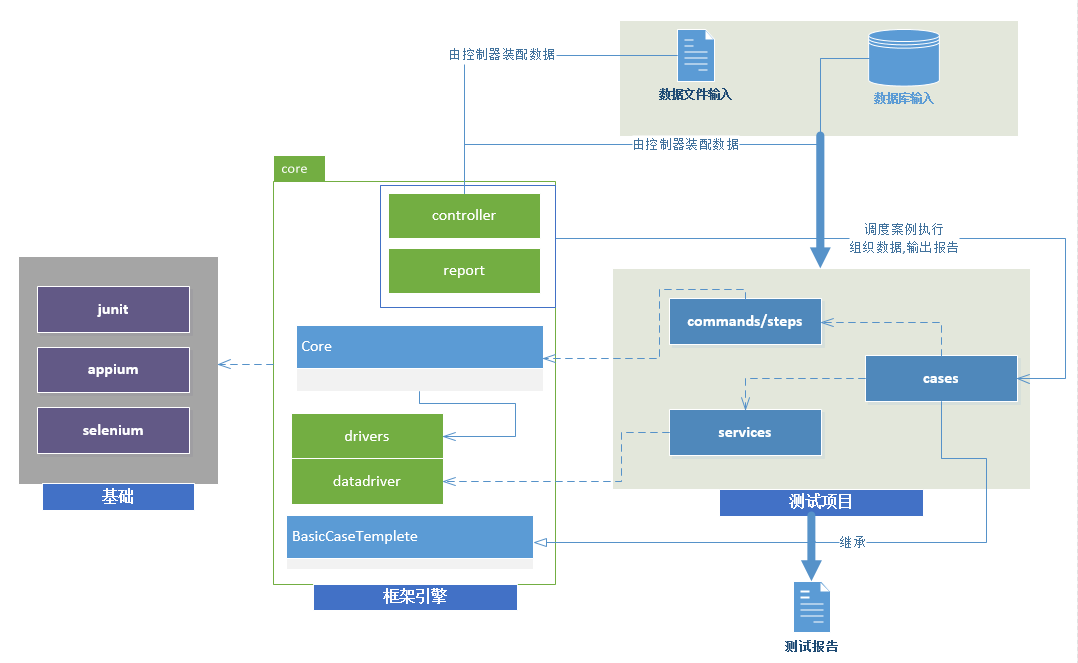 由控制器装配数据
数据文件输入
数据库输入
由控制器装配数据
core
controller
report
调度案例执行
组织数据,输出报告
junit
appium
selenium
基础
Core
drivers
datadriver
BasicCaseTemplete
框架引擎
commands/steps
cases
services
测试项目
继承
测试报告